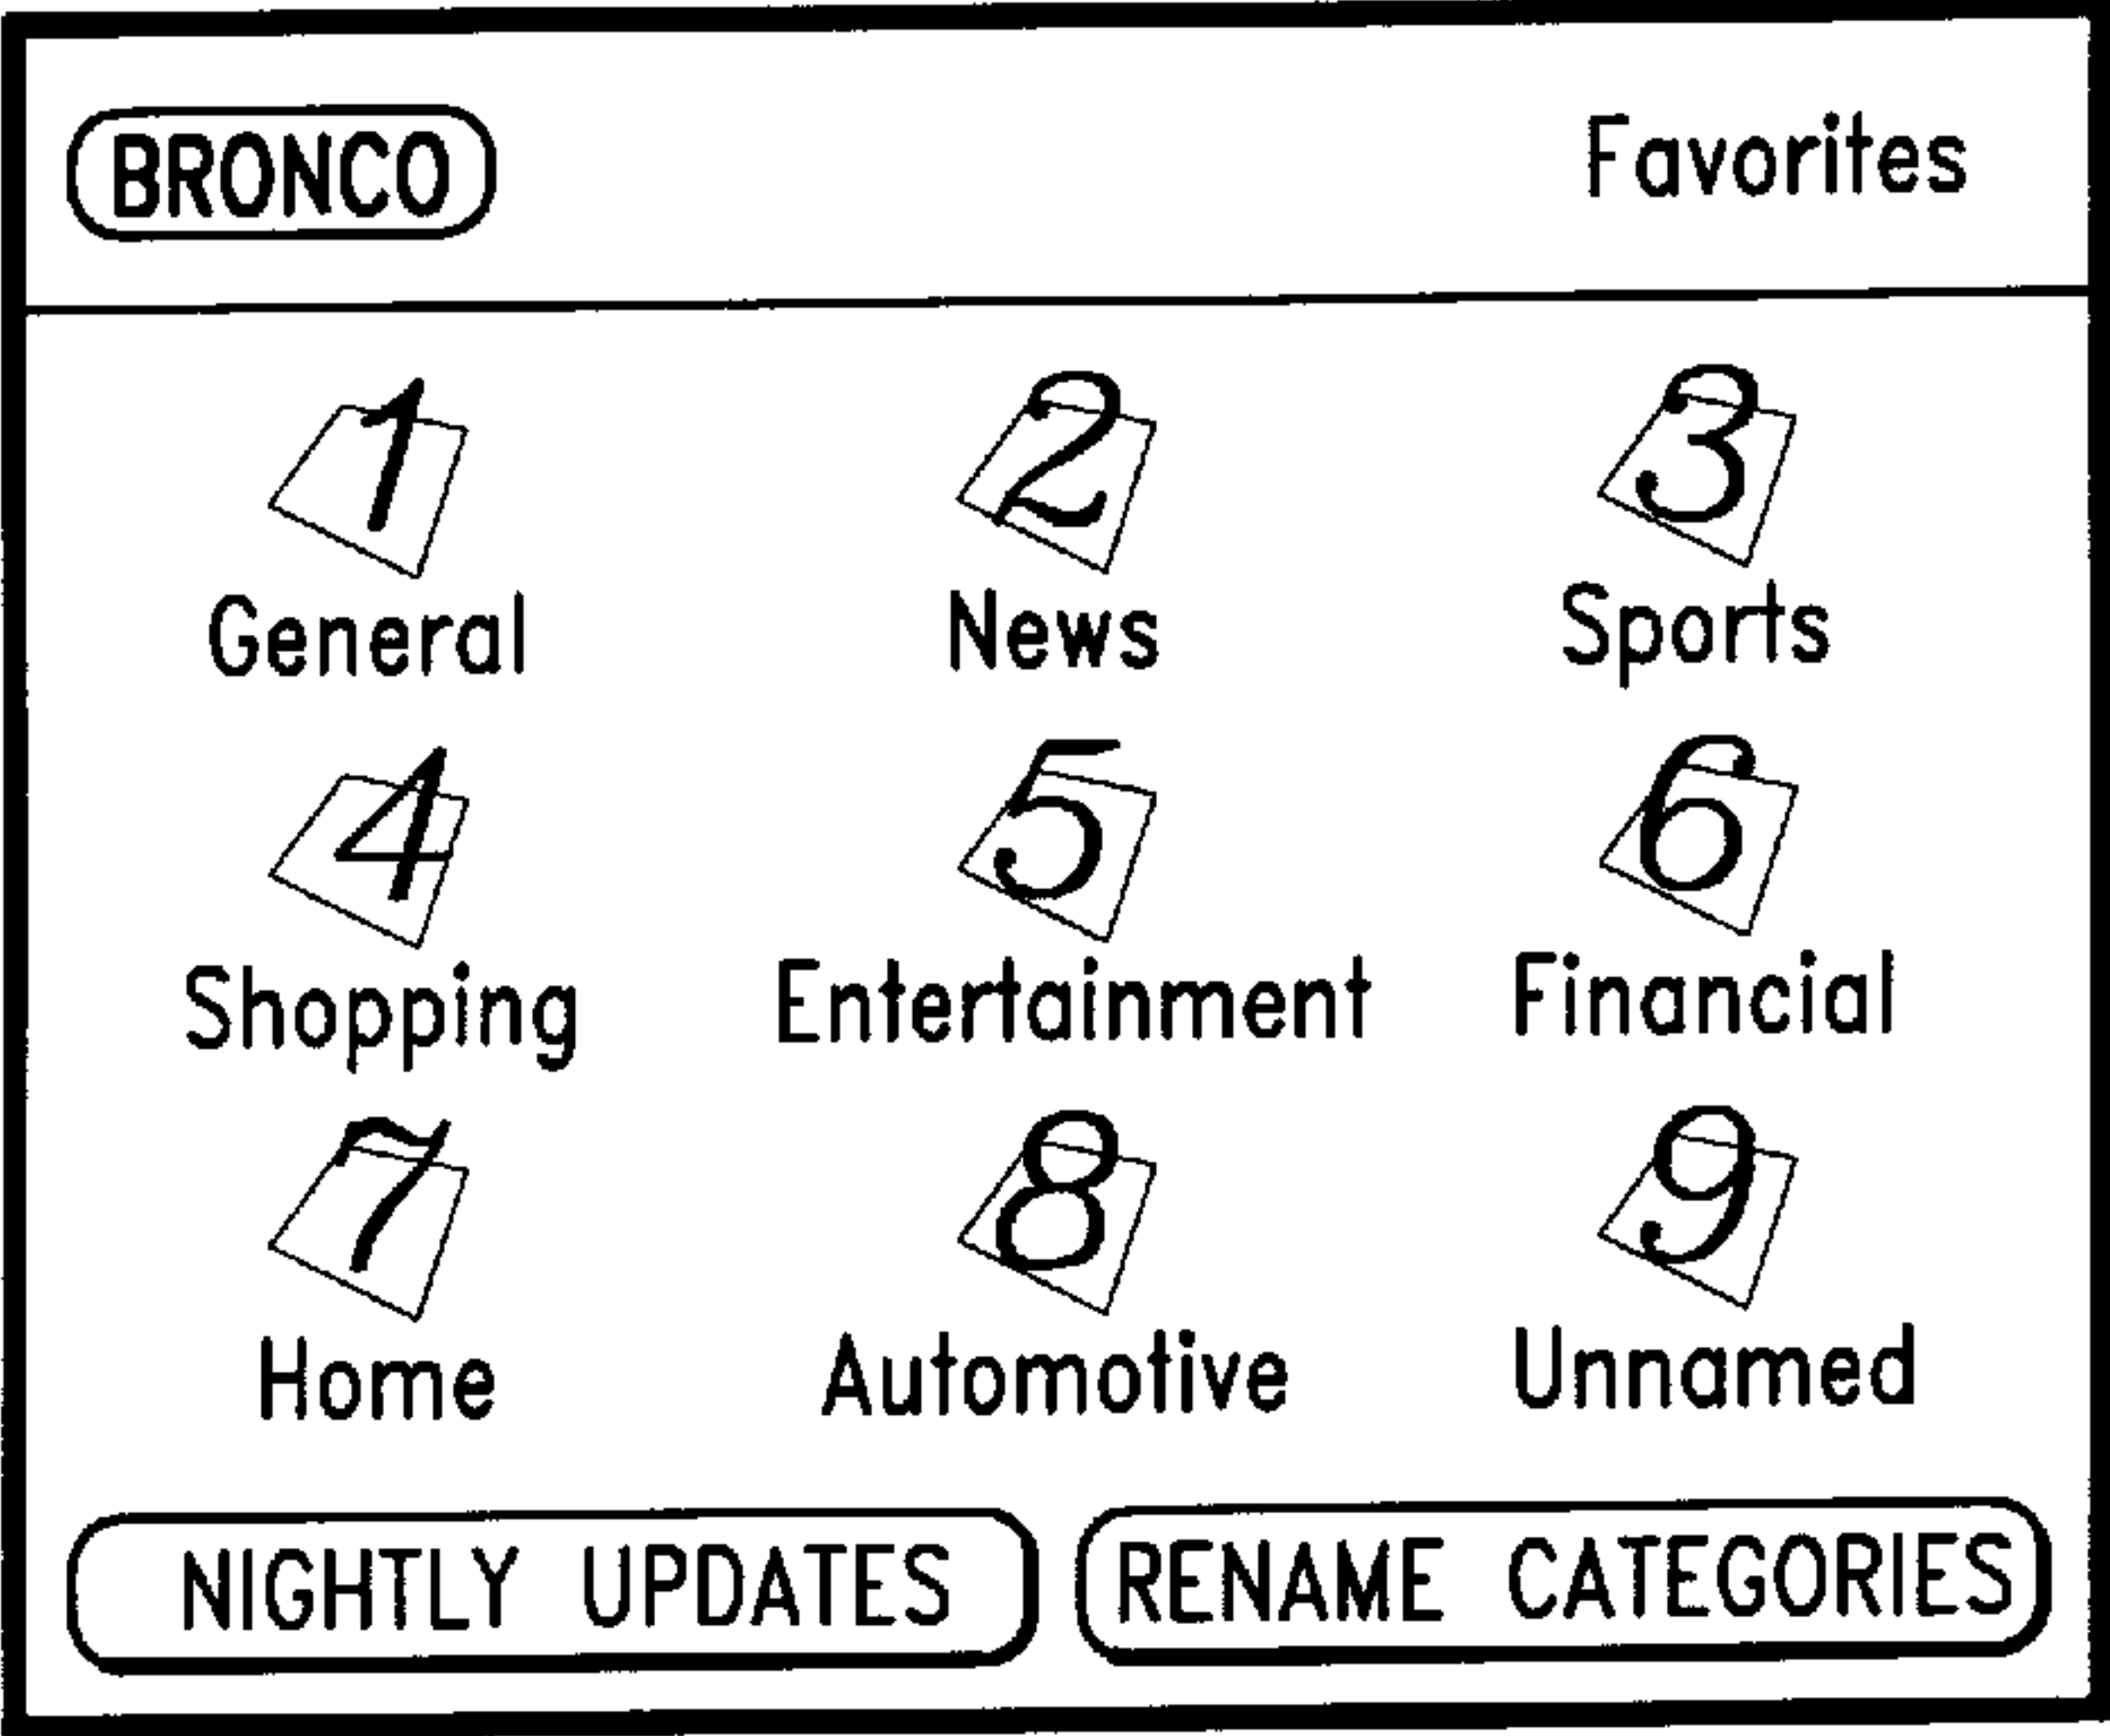 BRONCO Favorites
1 2 3
General News Sports
4 5 6
Shopping Entertainment Financial
7 8 9
Home Automotive Unnamed
NIGHTLY UPDATES RENAME CATEGORIES